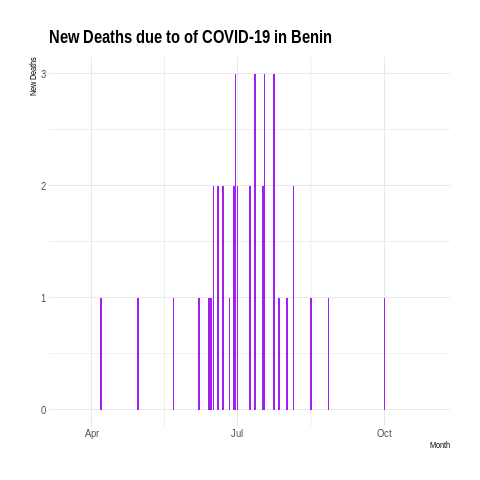 New Deaths due to of COVID-19 in Benin
New Deaths
3
2
1
0
Apr
Jul
Oct
Month